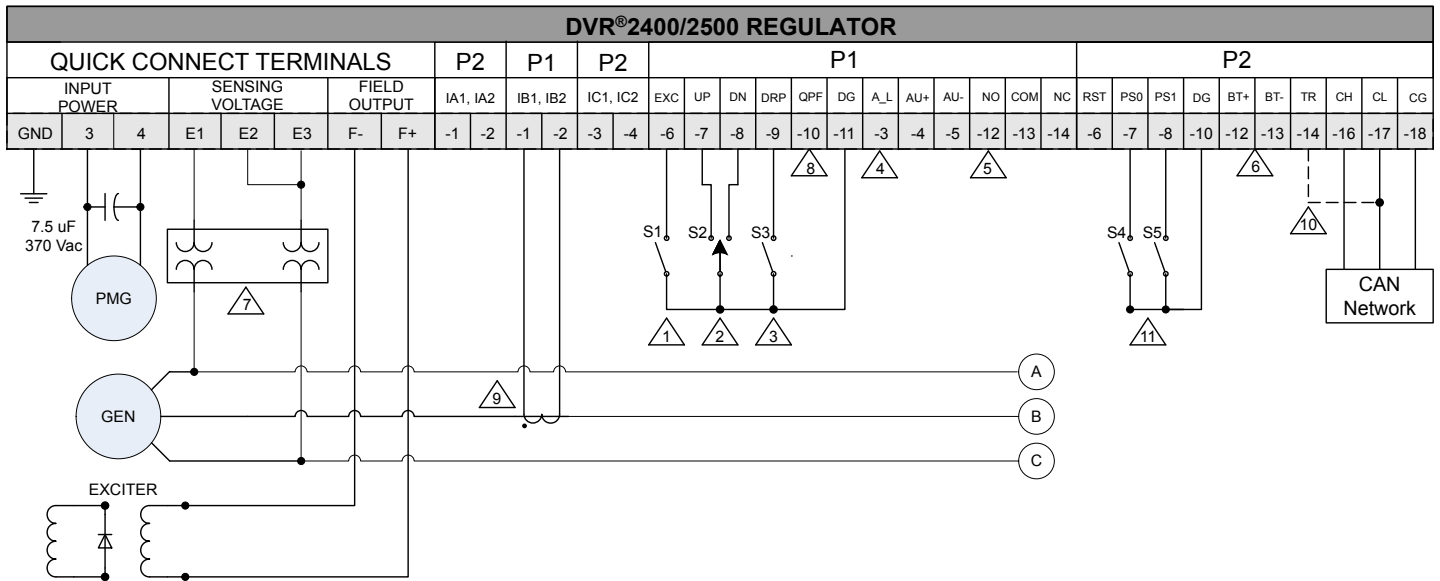 DVR®2400/2500 REGULATOR
QUICK CONNECT TERMINALS P2 P1 P2 P1 P2
INPUT POWER SENSING VOLTAGE FIELD OUTPUT IA1, IA2 IB1, IB2 IC1, IC2 EXC UP DN DRP QPF DG A_L AU+ AU- NO COM NC RST PS0 PS1 DG BT+ BT- TR CH CL CG
GND 3 4 E1 E2 E3 F- F+ -1 -2 -1 -2 -3 -4 -6 -7 -8 -9 -10 -11 -3 -4 -5 -12 -13 -14 -6 -7 -8 -10 -12 -13 -14 -16 -17 -18
8 4 5 6
7.5 uF
370 Vac
10
S1 S2 S3 S4 S5
PMG
7
CAN
Network
1 2 3 11
A
9
GEN
B
C
EXCITER